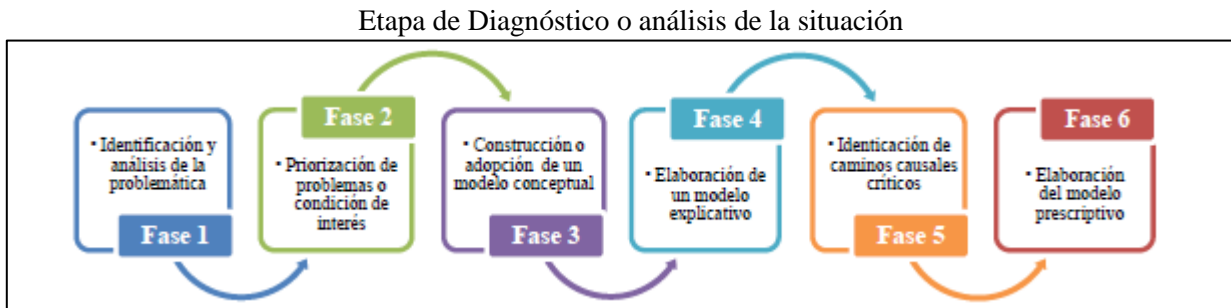 Etapa de Diagnóstico o análisis de la situación
• Identificación y
análisis de la
problemática
Fase 1
Fase 2
• Priorización de
problemas o
condición de
interés
• Construcción o
adopción de un
modelo conceptual
Fase 3
Fase 4
• Elaboración de
un modelo
explicativo
• Identicación de
caminos causales
críticos
Fase 5
Fase 6
• Elaboración
del modelo
prescriptivo